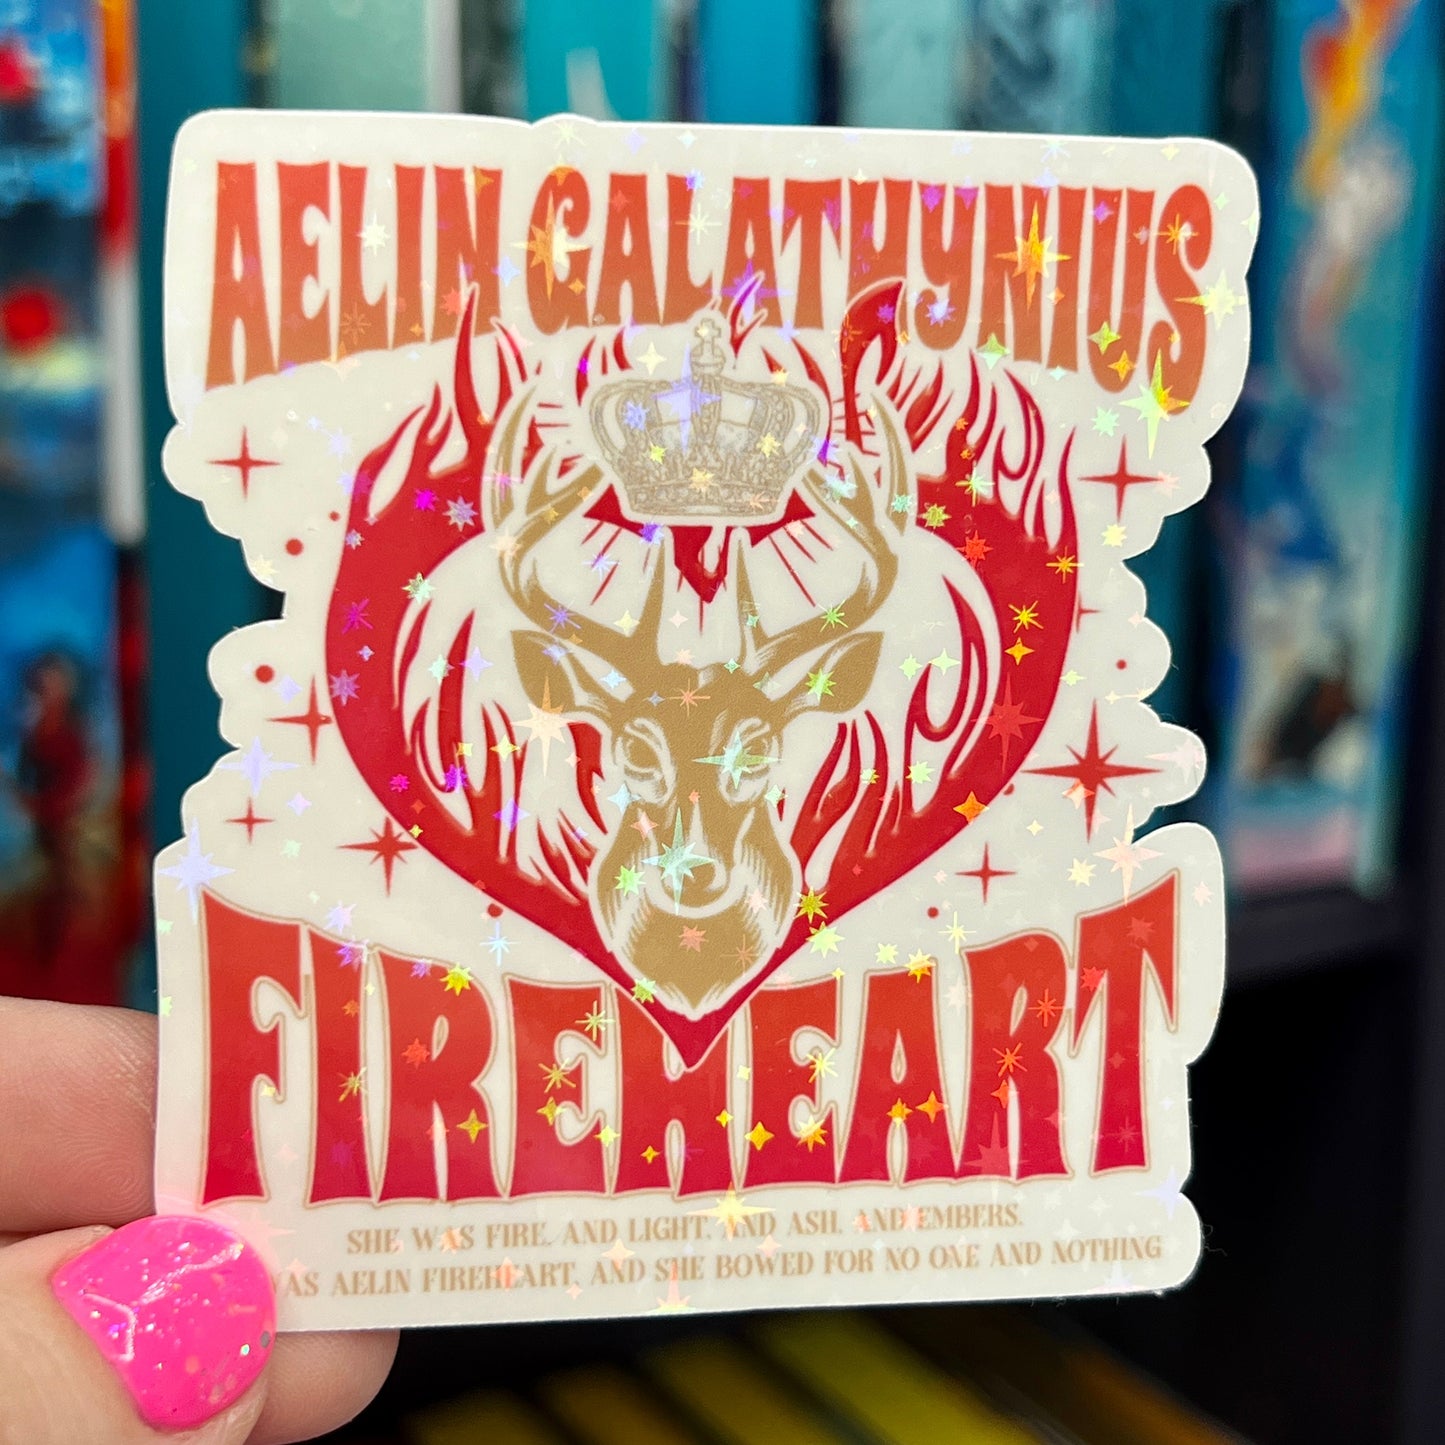 AELIN GALATHYNIUS
FIREHEART
SHE WAS FIRE, AND LIGHT, AND ASH, AND EMBERS.
AELIN FIREHEART, AND SHE BOWED FOR NO ONE AND NOTHING